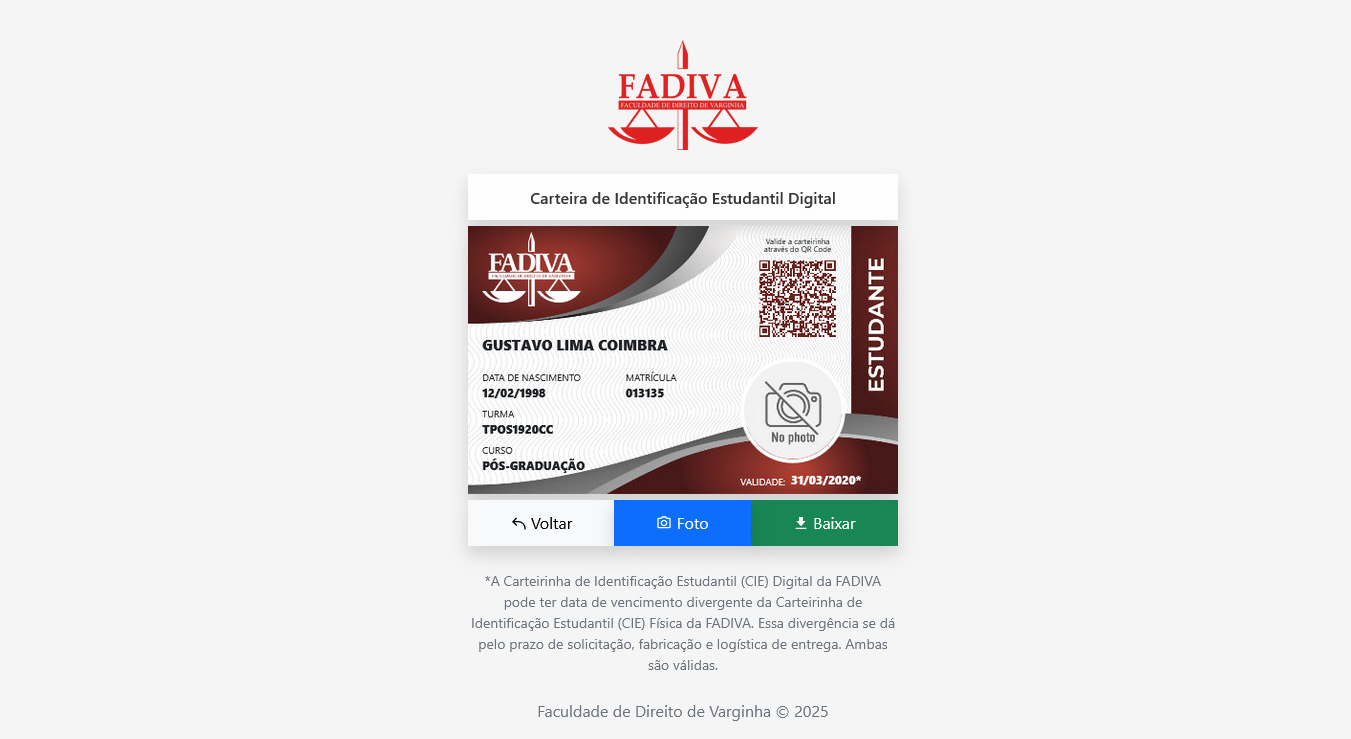 FADIVA
FACULDADE DE DIREITO DE VARGINHA
Carteira de Identificação Estudantil Digital
FADIVA
FACULDADE DE DIREITO DE VARGINHA
Valide a carteirinha
através do QR Code
ESTUDANTE
GUSTAVO LIMA COIMBRA
DATA DE NASCIMENTO MATRÍCULA
12/02/1998 013135
TURMA
TPOS1920CC
CURSO
PÓS-GRADUAÇÃO
No photo
VALIDADE: 31/03/2020*
Voltar Foto Baixar
*A Carteirinha de Identificação Estudantil (CIE) Digital da FADIVA
pode ter data de vencimento divergente da Carteirinha de
Identificação Estudantil (CIE) Física da FADIVA. Essa divergência se dá
pelo prazo de solicitação, fabricação e logística de entrega. Ambas
são válidas.
Faculdade de Direito de Varginha © 2025